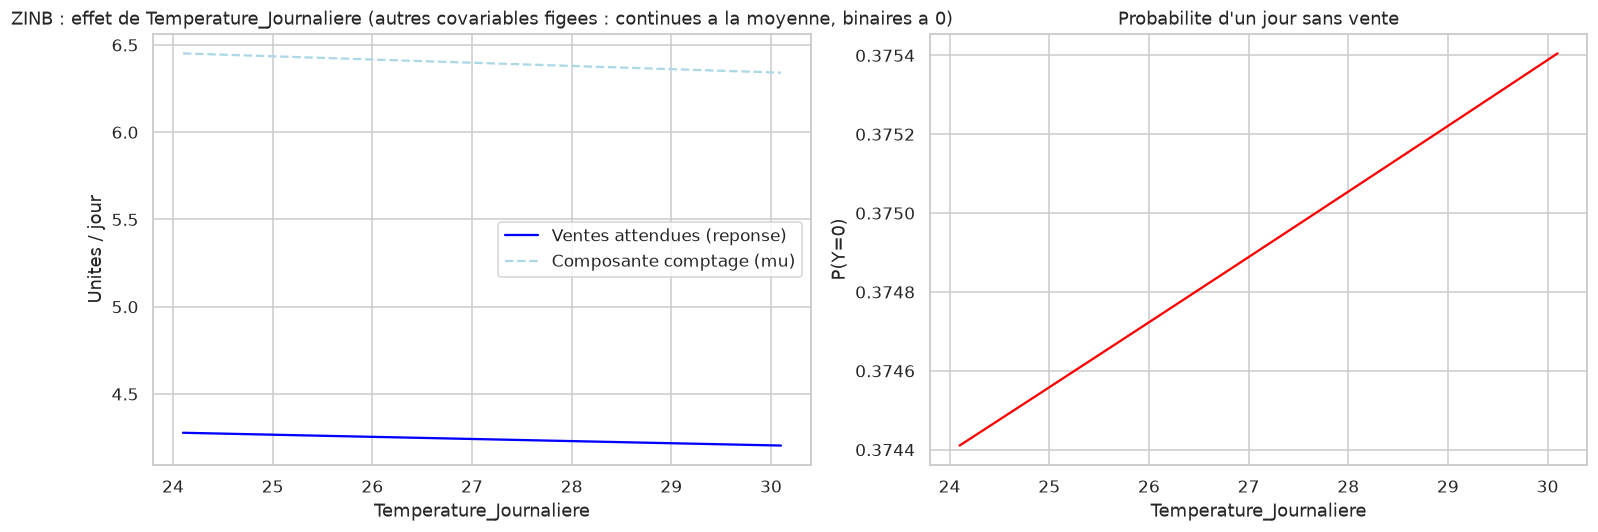 ZINB : effet de Temperature_Journaliere (autres covariables figees : continues a la moyenne, binaires a 0)
Unites / jour
6.5
6.0
5.5
5.0
4.5
Ventes attendues (reponse)
Composante comptage (mu)
24 25 26 27 28 29 30
Temperature_Journaliere
Probabilite d'un jour sans vente
P(Y=0)
0.3754
0.3752
0.3750
0.3748
0.3746
0.3744
24 25 26 27 28 29 30
Temperature_Journaliere